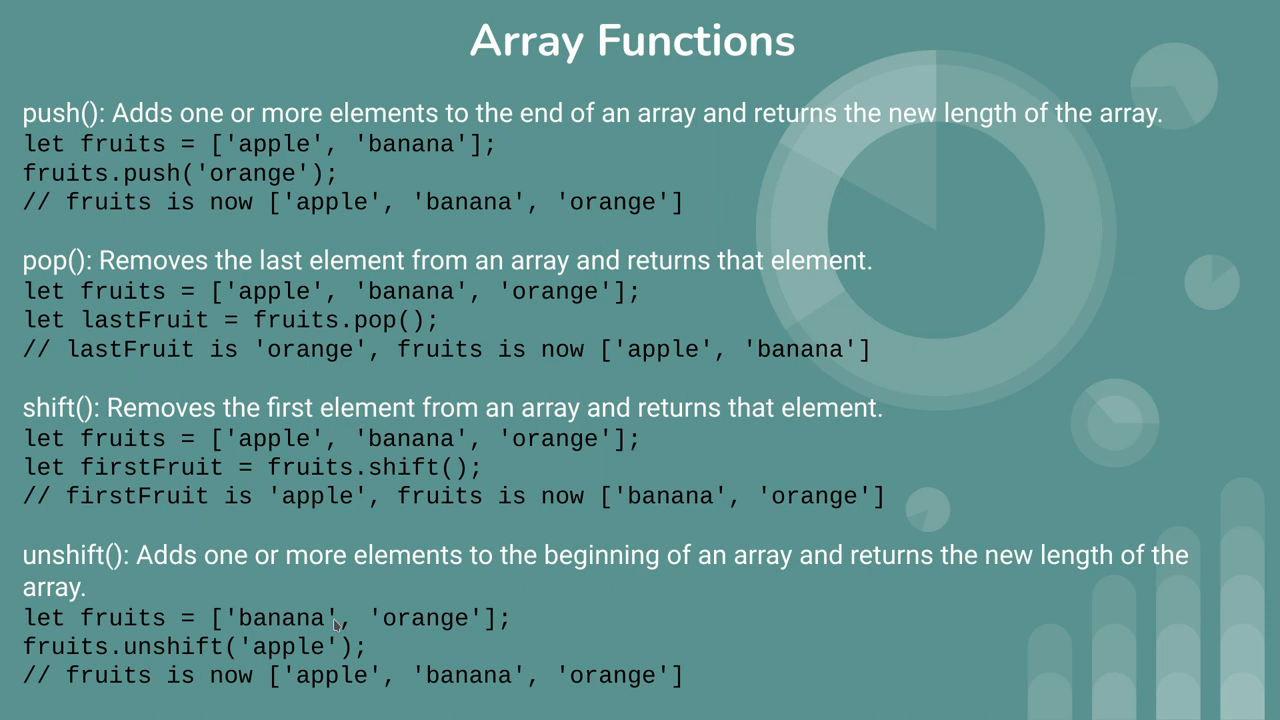 Array Functions
push(): Adds one or more elements to the end of an array and returns the new length of the array.
let fruits = ['apple', 'banana'];
fruits.push('orange');
// fruits is now ['apple', 'banana', 'orange']
pop(): Removes the last element from an array and returns that element.
let fruits = ['apple', 'banana', 'orange'];
let lastFruit = fruits.pop();
// lastFruit is 'orange', fruits is now ['apple', 'banana']
shift(): Removes the first element from an array and returns that element.
let fruits = ['apple', 'banana', 'orange'];
let firstFruit = fruits.shift();
// firstFruit is 'apple', fruits is now ['banana', 'orange']
unshift(): Adds one or more elements to the beginning of an array and returns the new length of the
array.
let fruits = ['banana', 'orange'];
fruits.unshift('apple');
// fruits is now ['apple', 'banana', 'orange']